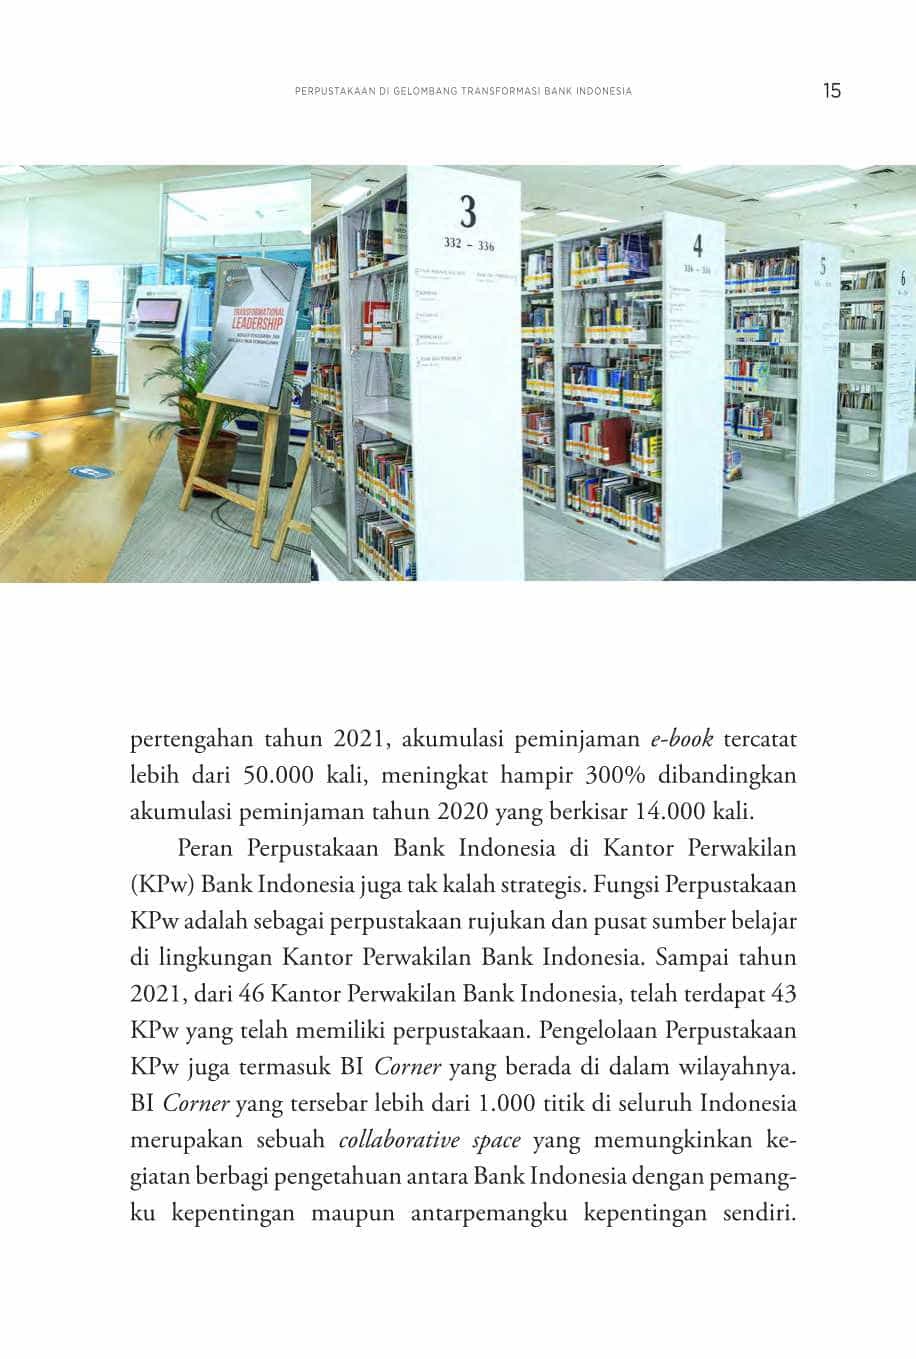 PERPUSTAKAAN DI GELOMBANG TRANSFORMASI BANK INDONESIA
15
TRANSFORMATIONAL
LEADERSHIP
3
332 – 336
4
5
6
pertengahan tahun 2021, akumulasi peminjaman e-book tercatat
lebih dari 50.000 kali, meningkat hampir 300% dibandingkan
akumulasi peminjaman tahun 2020 yang berkisar 14.000 kali.
Peran Perpustakaan Bank Indonesia di Kantor Perwakilan
(KPw) Bank Indonesia juga tak kalah strategis. Fungsi Perpustakaan
KPw adalah sebagai perpustakaan rujukan dan pusat sumber belajar
di lingkungan Kantor Perwakilan Bank Indonesia. Sampai tahun
2021, dari 46 Kantor Perwakilan Bank Indonesia, telah terdapat 43
KPw yang telah memiliki perpustakaan. Pengelolaan Perpustakaan
KPw juga termasuk BI Corner yang berada di dalam wilayahnya.
BI Corner yang tersebar lebih dari 1.000 titik di seluruh Indonesia
merupakan sebuah collaborative space yang memungkinkan ke-
giatan berbagi pengetahuan antara Bank Indonesia dengan pemang-
ku kepentingan maupun antarpemangku kepentingan sendiri.